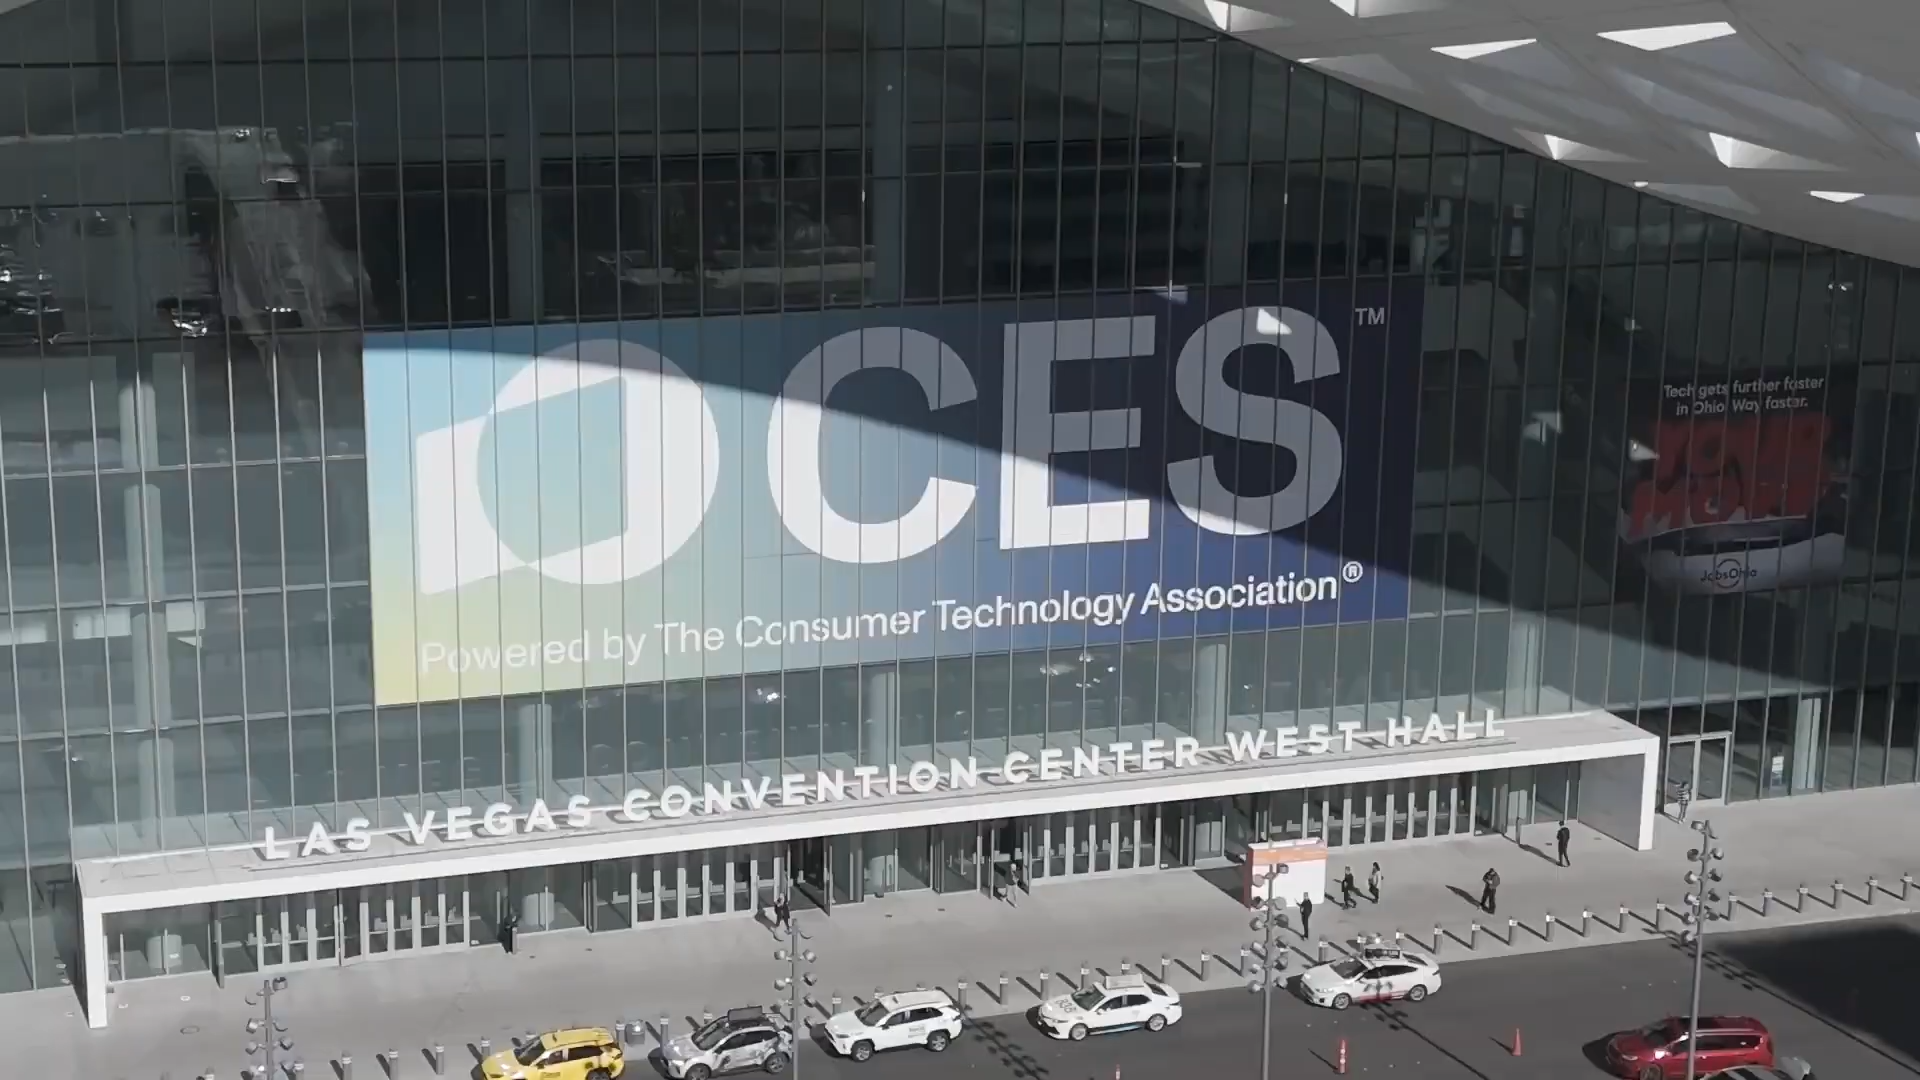 CES™
Powered by The Consumer Technology Association®
Tech gets further faster
in Ohio. Way faster.
JobsOhio
LAS VEGAS CONVENTION CENTER WEST HALL